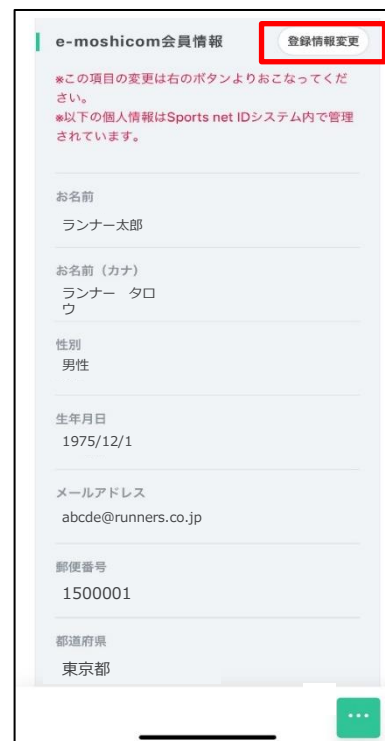 e-moshicom会員情報
登録情報変更
*この項目の変更は右のボタンよりおこなってくだ
さい。
*以下の個人情報はSports net IDシステム内で管理
されています。
お名前
ランナー太郎
お名前（カナ）
ランナー　タロ
ウ
性別
男性
生年月日
1975/12/1
メールアドレス
abcde@runners.co.jp
郵便番号
1500001
都道府県
東京都